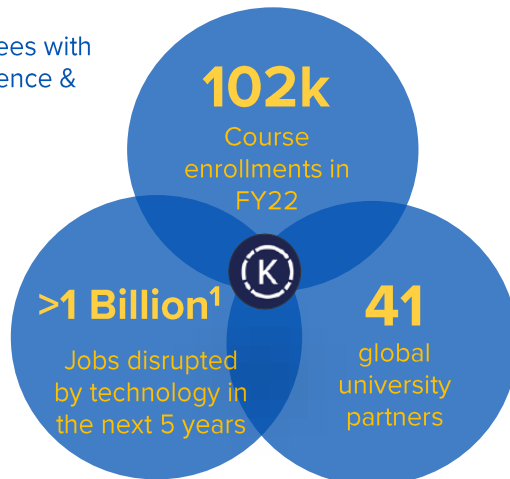 ees with
ence &
102k
Course
enrollments in
FY22
K
>1 Billion¹
Jobs disrupted
by technology in
the next 5 years
41
global
university
partners